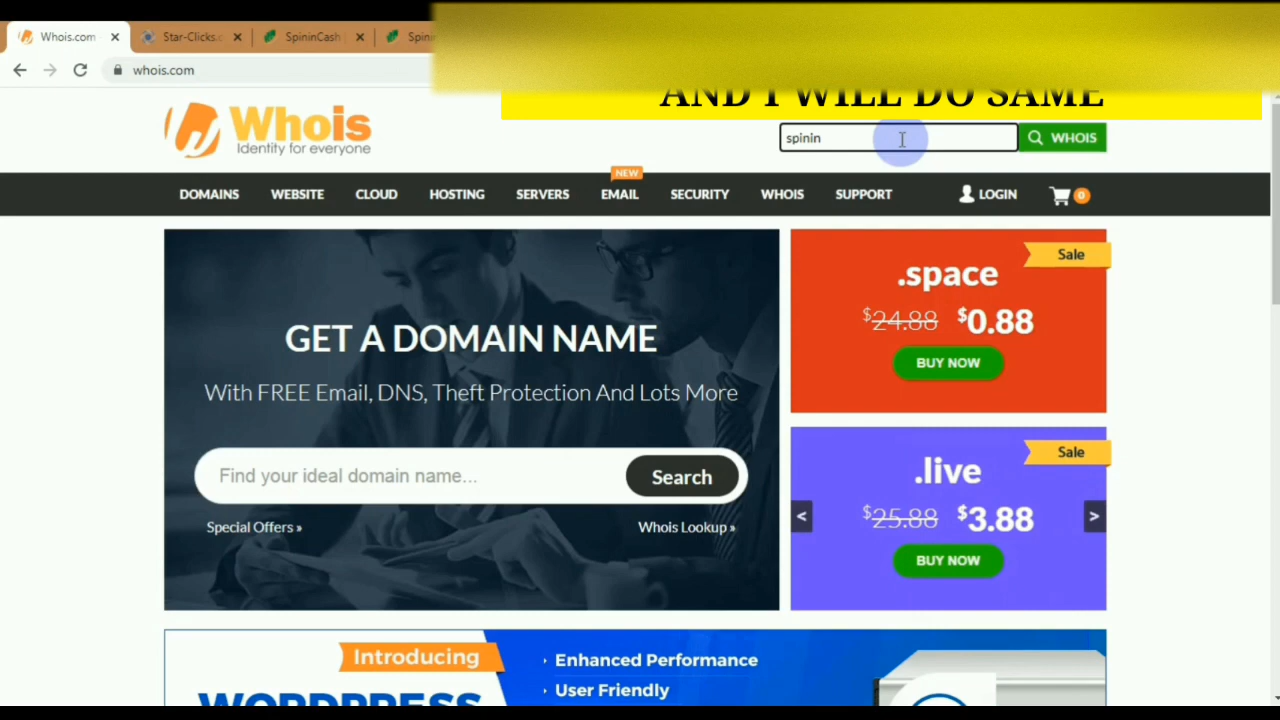 Whois.com
Star-Clicks.c
SpininCash
Spinin
whois.com
AND I WILL DO SAME
Whois
Identity for everyone
spinin
WHOIS
NEW
DOMAINS WEBSITE CLOUD HOSTING SERVERS EMAIL SECURITY WHOIS SUPPORT LOGIN 0
GET A DOMAIN NAME
With FREE Email, DNS, Theft Protection And Lots More
Find your ideal domain name...
Search
Special Offers »
Whois Lookup »
Sale
.space
$24.88 $0.88
BUY NOW
Sale
.live
$25.88 $3.88
< >
BUY NOW
Introducing
WORDPRESS
Enhanced Performance
User Friendly